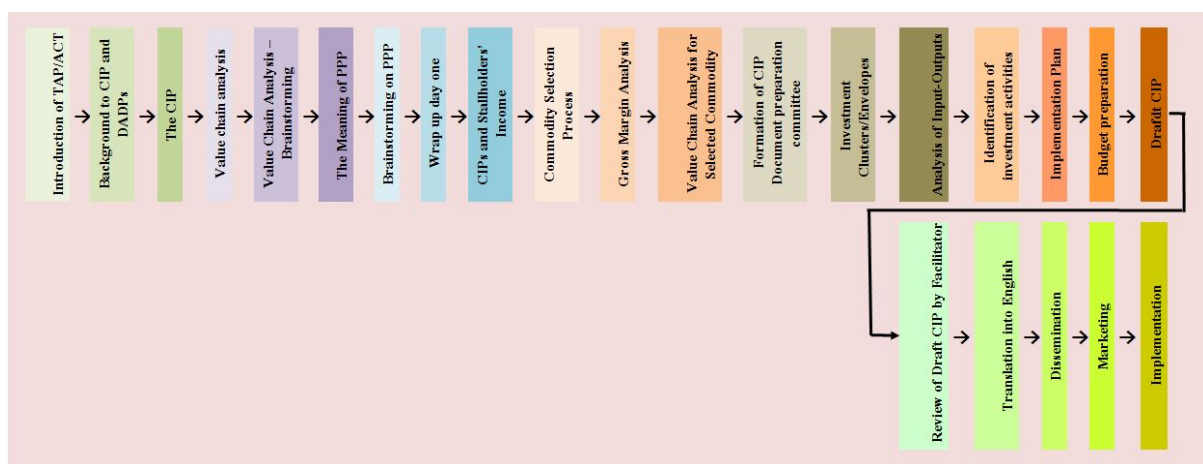 Introduction of TAP/ACT
Background to CIP and
DADPs
The CIP
Value chain analysis
Value Chain Analysis –
Brainstorming
The Meaning of PPP
Brainstorming on PPP
Wrap up day one
CIPs and Stallholders'
Income
Commodity Selection
Process
Gross Margin Analysis
Value Chain Analysis for
Selected Commodity
Formation of CIP
Document preparation
committee
Investment
Clusters/Envelopes
Analysis of Input-Outputs
Identification of
investment activities
Implementation Plan
Budget preparation
Drafdt CIP
Review of Draft CIP by Facilitator
Translation into English
Dissemination
Marketing
Implementation